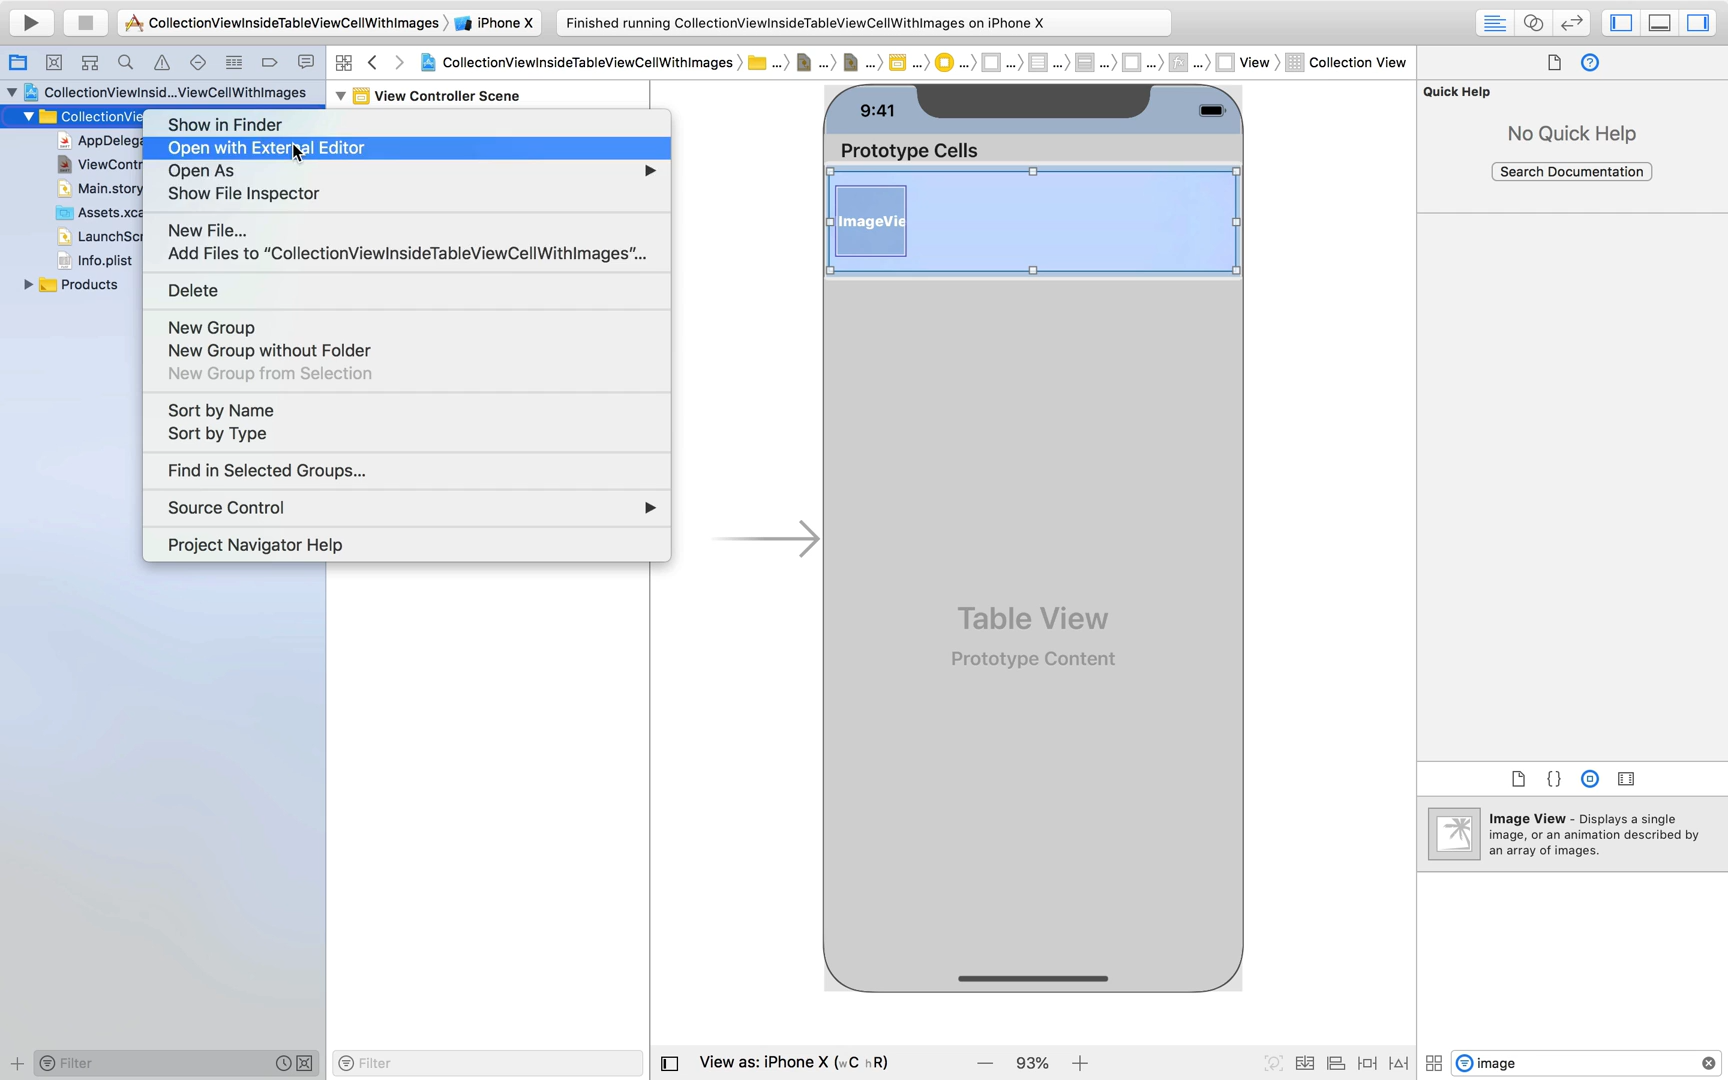 CollectionViewInsideTableViewCellWithImages
iPhone X
Finished running CollectionViewInsideTableViewCellWithImages on iPhone X
CollectionViewInsideTableViewCellWithImages
...
...
...
...
...
...
...
...
...
...
View
Collection View
CollectionViewInsid...ViewCellWithImages
CollectionVie
AppDelega
ViewContr
Main.story
Assets.xca
LaunchScr
Info.plist
Products
Show in Finder
Open with External Editor
Open As
Show File Inspector
New File...
Add Files to “CollectionViewInsideTableViewCellWithImages”...
Delete
New Group
New Group without Folder
New Group from Selection
Sort by Name
Sort by Type
Find in Selected Groups...
Source Control
Project Navigator Help
View Controller Scene
9:41
Prototype Cells
ImageVie
Table View
Prototype Content
Quick Help
No Quick Help
Search Documentation
{}
Image View - Displays a single
image, or an animation described by
an array of images.
Filter
Filter
View as: iPhone X (wC hR)
93%
image